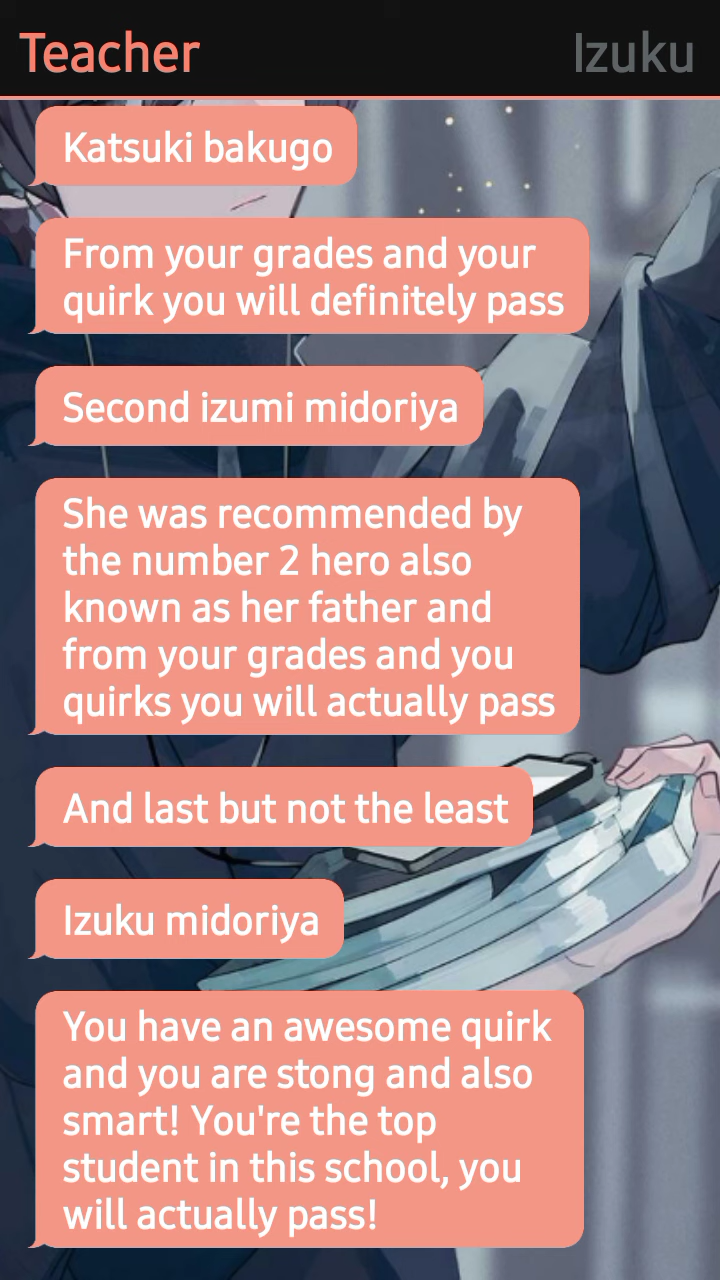 Teacher
Izuku
Katsuki bakugo
From your grades and your
quirk you will definitely pass
Second izumi midoriya
She was recommended by
the number 2 hero also
known as her father and
from your grades and you
quirks you will actually pass
And last but not the least
Izuku midoriya
You have an awesome quirk
and you are stong and also
smart! You're the top
student in this school, you
will actually pass!